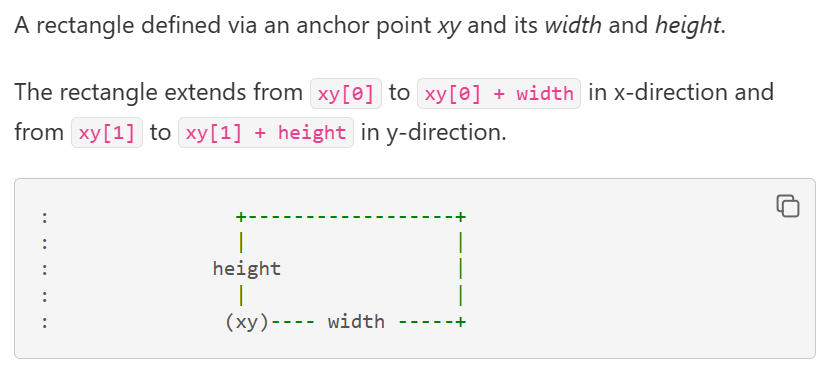 A rectangle defined via an anchor point xy and its width and height.
The rectangle extends from xy[0] to xy[0] + width in x-direction and
from xy[1] to xy[1] + height in y-direction.
:                +------------------+
:                |                  |
:              height               |
:                |                  |
:               (xy)---- width -----+